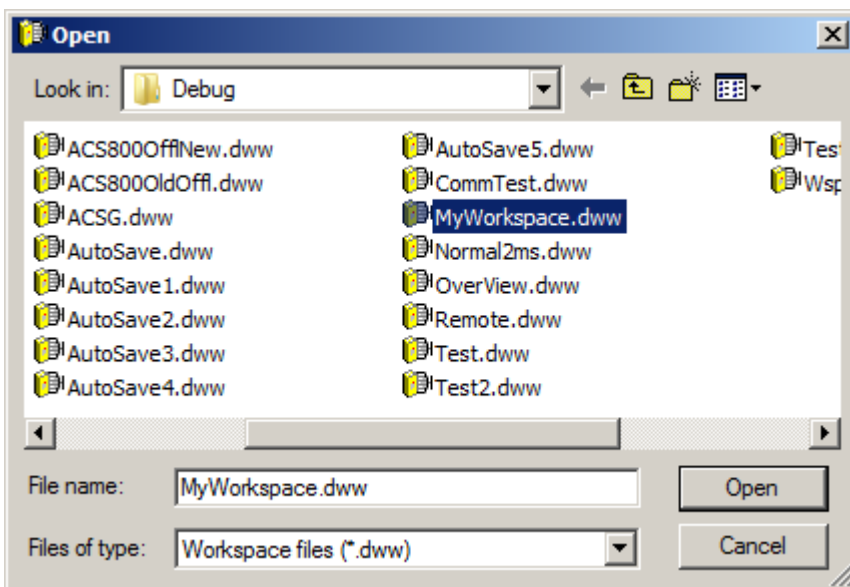 Open
Look in: Debug
ACS800OfflNew.dww
ACS800OldOffl.dww
ACSG.dww
AutoSave.dww
AutoSave1.dww
AutoSave2.dww
AutoSave3.dww
AutoSave4.dww
AutoSave5.dww
CommTest.dww
MyWorkspace.dww
Normal2ms.dww
OverView.dww
Remote.dww
Test.dww
Test2.dww
File name: MyWorkspace.dww Open
Files of type: Workspace files (*.dww) Cancel